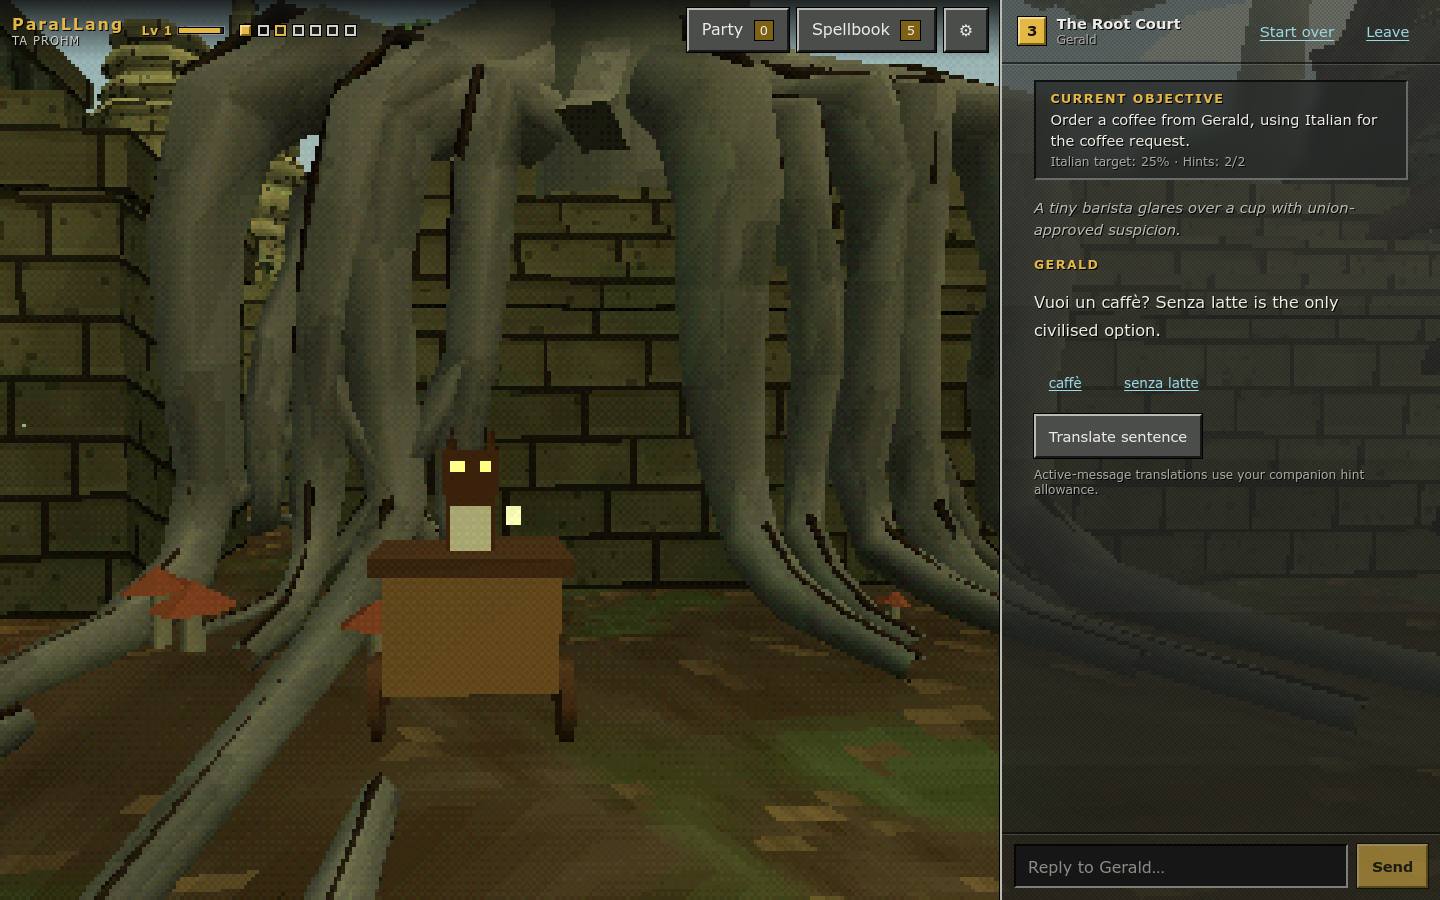 ParaLLang
TA PROHM
Lv 1
Party 0
Spellbook 5
⚙
3
The Root Court
Gerald
Start over
Leave
CURRENT OBJECTIVE
Order a coffee from Gerald, using Italian for
the coffee request.
Italian target: 25% · Hints: 2/2
A tiny barista glares over a cup with union-
approved suspicion.
GERALD
Vuoi un caffè? Senza latte is the only
civilised option.
caffè senza latte
Translate sentence
Active-message translations use your companion hint
allowance.
Reply to Gerald…
Send